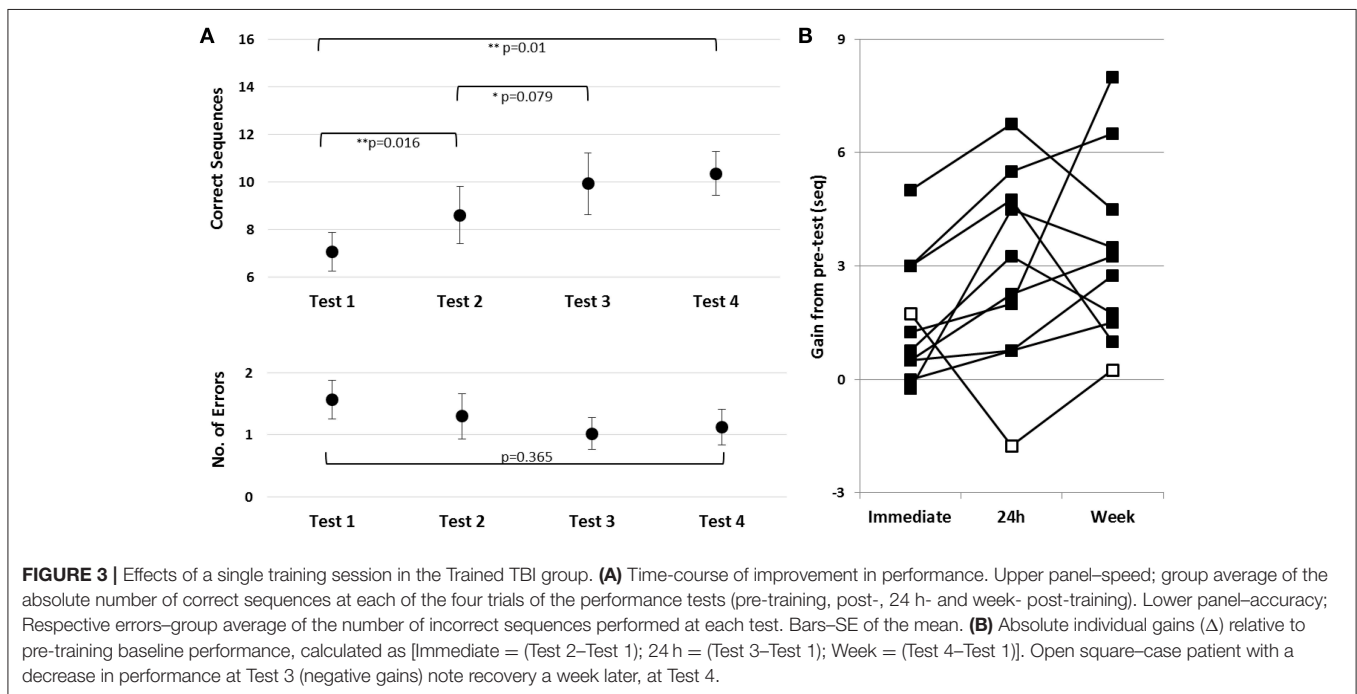 A
16
14
12
10
8
6
Correct Sequences
** p=0.01
* p=0.079
**p=0.016
Test 1 Test 2 Test 3 Test 4
2
1
0
No. of Errors
p=0.365
Test 1 Test 2 Test 3 Test 4
B
9
6
3
0
-3
Gain from pre-test (seq)
Immediate 24h Week
FIGURE 3 | Effects of a single training session in the Trained TBI group. (A) Time-course of improvement in performance. Upper panel–speed; group average of the
absolute number of correct sequences at each of the four trials of the performance tests (pre-training, post-, 24 h- and week- post-training). Lower panel–accuracy;
Respective errors–group average of the number of incorrect sequences performed at each test. Bars–SE of the mean. (B) Absolute individual gains (Δ) relative to
pre-training baseline performance, calculated as [Immediate = (Test 2–Test 1); 24 h = (Test 3–Test 1); Week = (Test 4–Test 1)]. Open square–case patient with a
decrease in performance at Test 3 (negative gains) note recovery a week later, at Test 4.